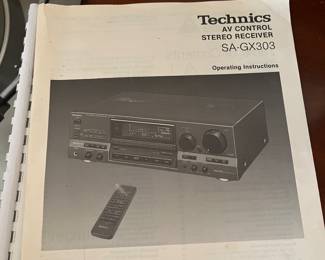 Technics
AV CONTROL
STEREO RECEIVER
SA-GX303
Operating Instructions